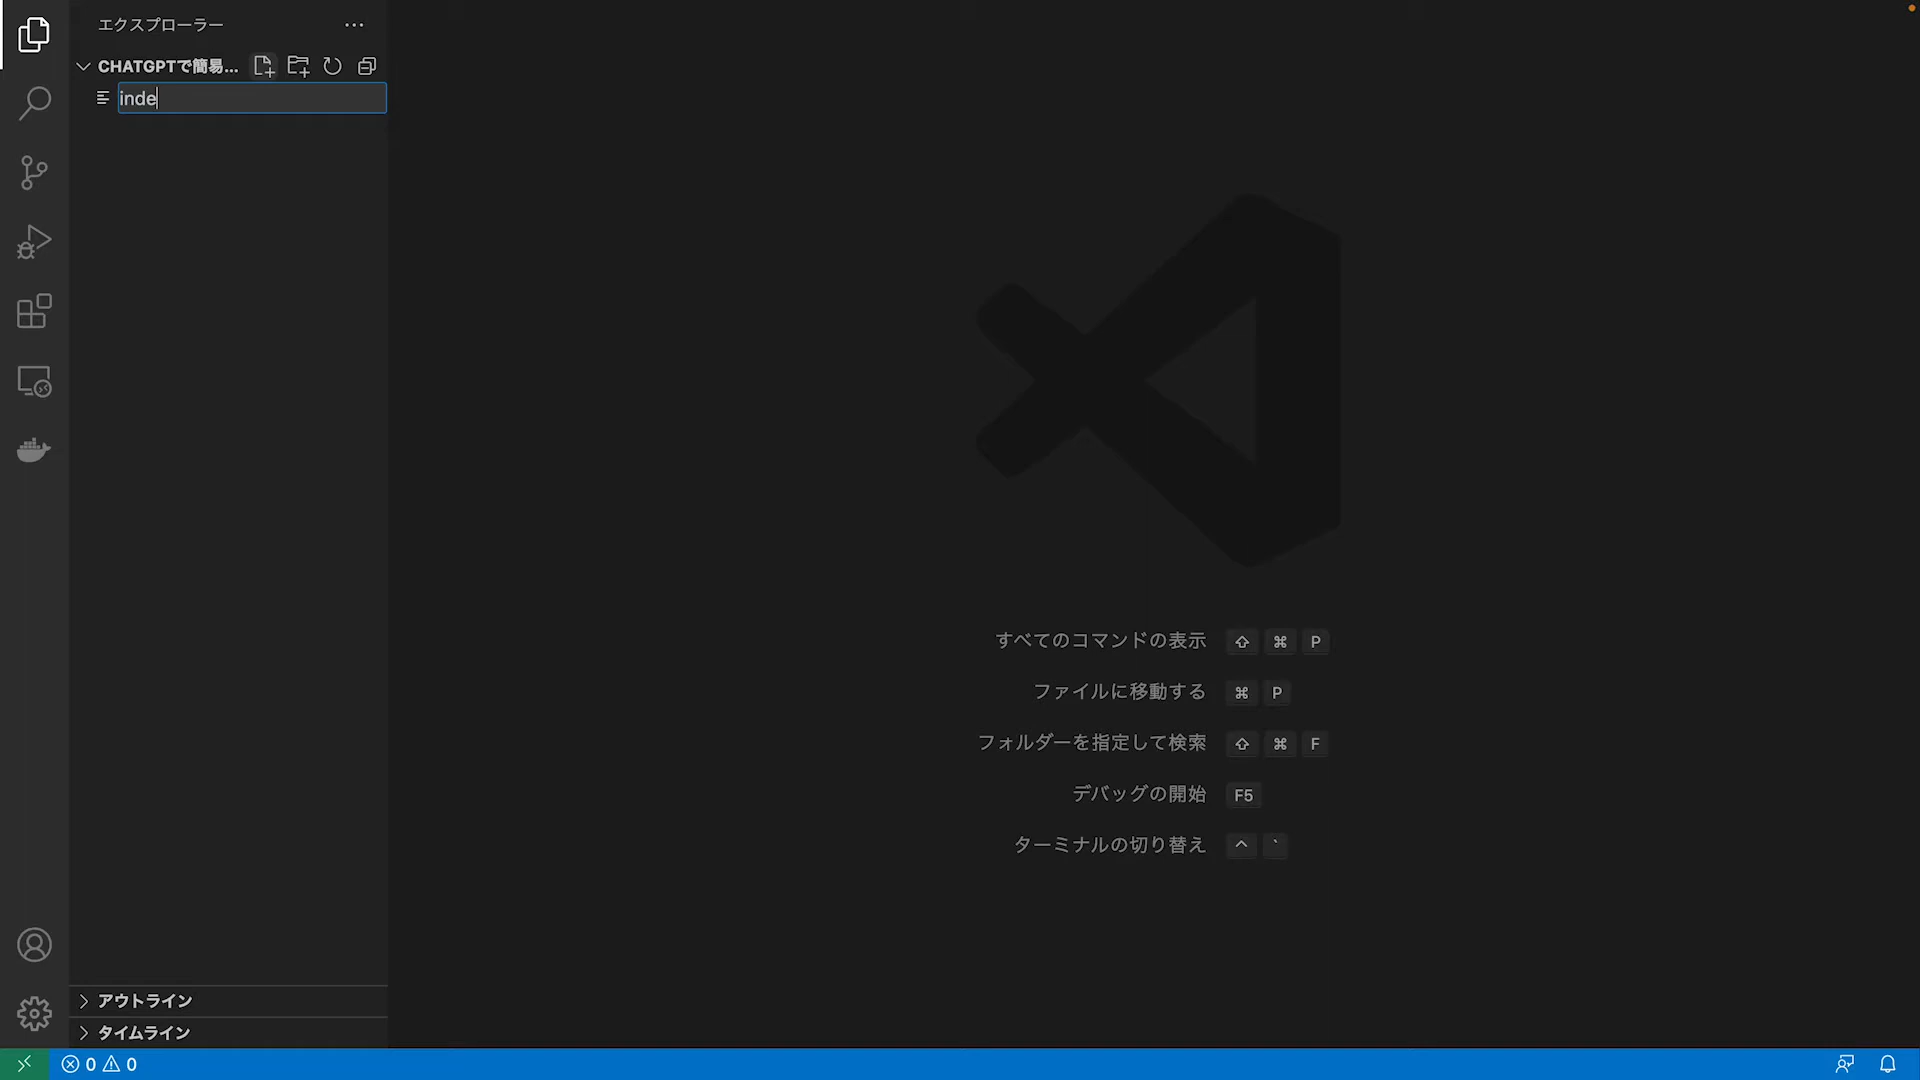 エクスプローラー
CHATGPTで簡易...
inde
すべてのコマンドの表示 ⇧ ⌘ P
ファイルに移動する ⌘ P
フォルダーを指定して検索 ⇧ ⌘ F
デバッグの開始 F5
ターミナルの切り替え ^ `
アウトライン
タイムライン
0 0